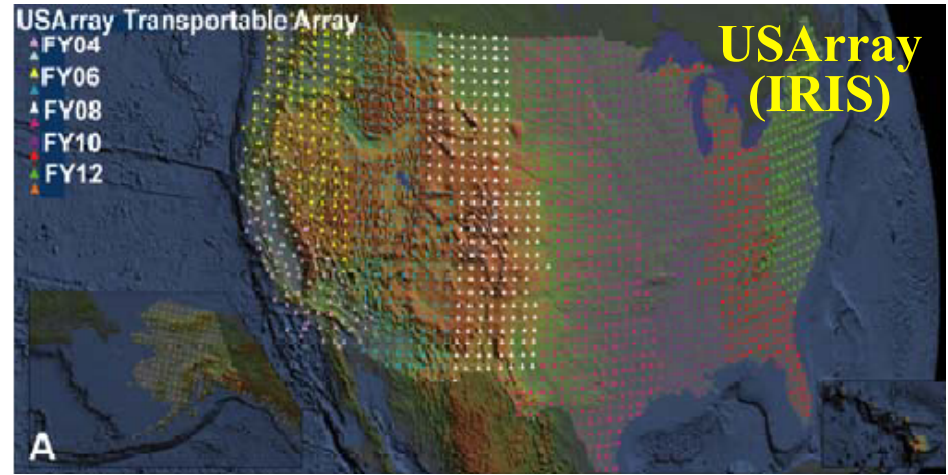 USArray Transportable Array
FY04
FY06
FY08
FY10
FY12
USArray
(IRIS)
A